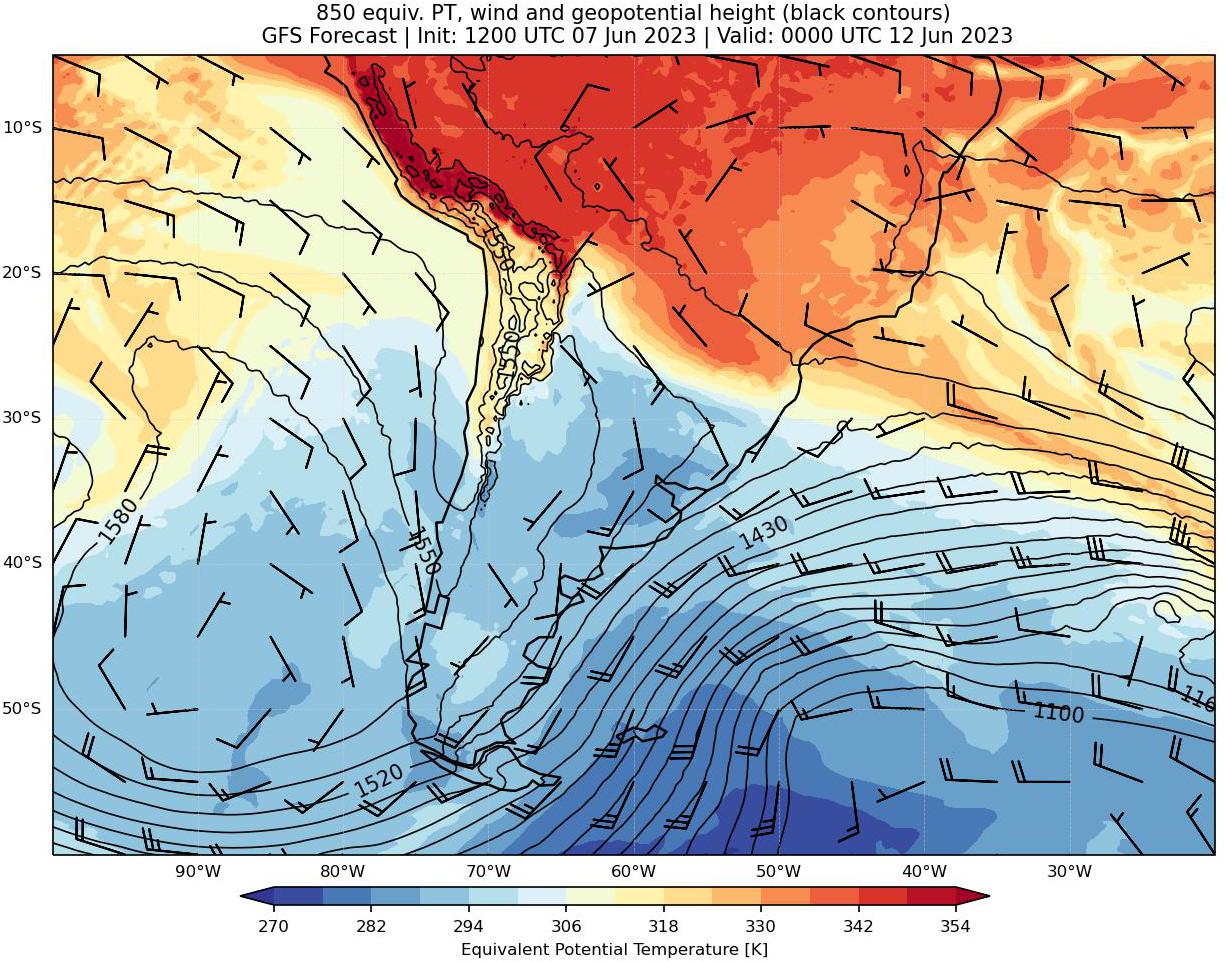 850 equiv. PT, wind and geopotential height (black contours)
GFS Forecast | Init: 1200 UTC 07 Jun 2023 | Valid: 0000 UTC 12 Jun 2023
10°S
20°S
1550
30°S
1580
1430
1550
40°S
50°S
1100
1520
90°W 80°W 70°W 60°W 50°W 40°W 30°W
270 282 294 306 318 330 342 354
Equivalent Potential Temperature [K]